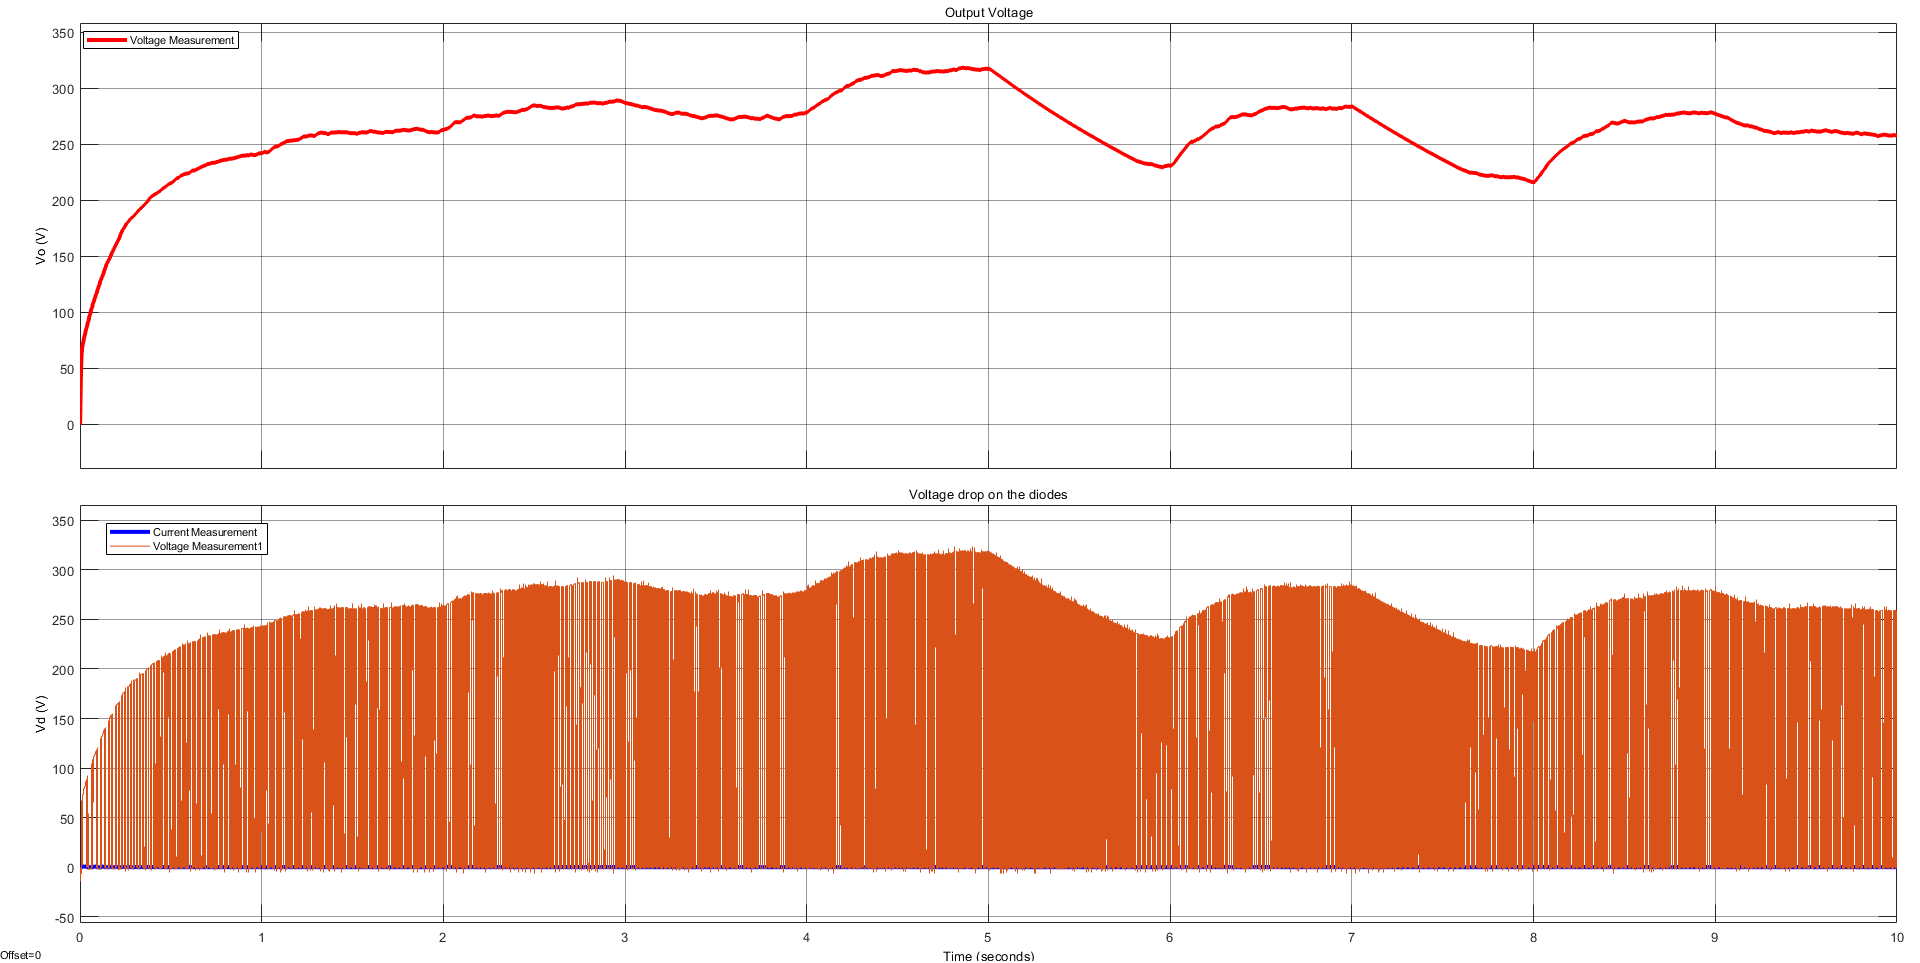 Output Voltage
Voltage Measurement
350
300
250
200
150
100
50
0
Vo (V)
Voltage drop on the diodes
Current Measurement
Voltage Measurement1
350
300
250
200
150
100
50
0
-50
Vd (V)
0 1 2 3 4 5 6 7 8 9 10
Offset=0
Time (seconds)